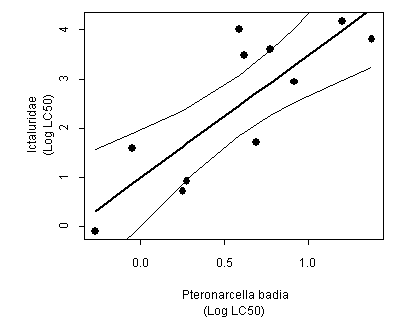 Ictaluridae
(Log LC50)
4
3
2
1
0
0.0 0.5 1.0
Pteronarcella badia
(Log LC50)